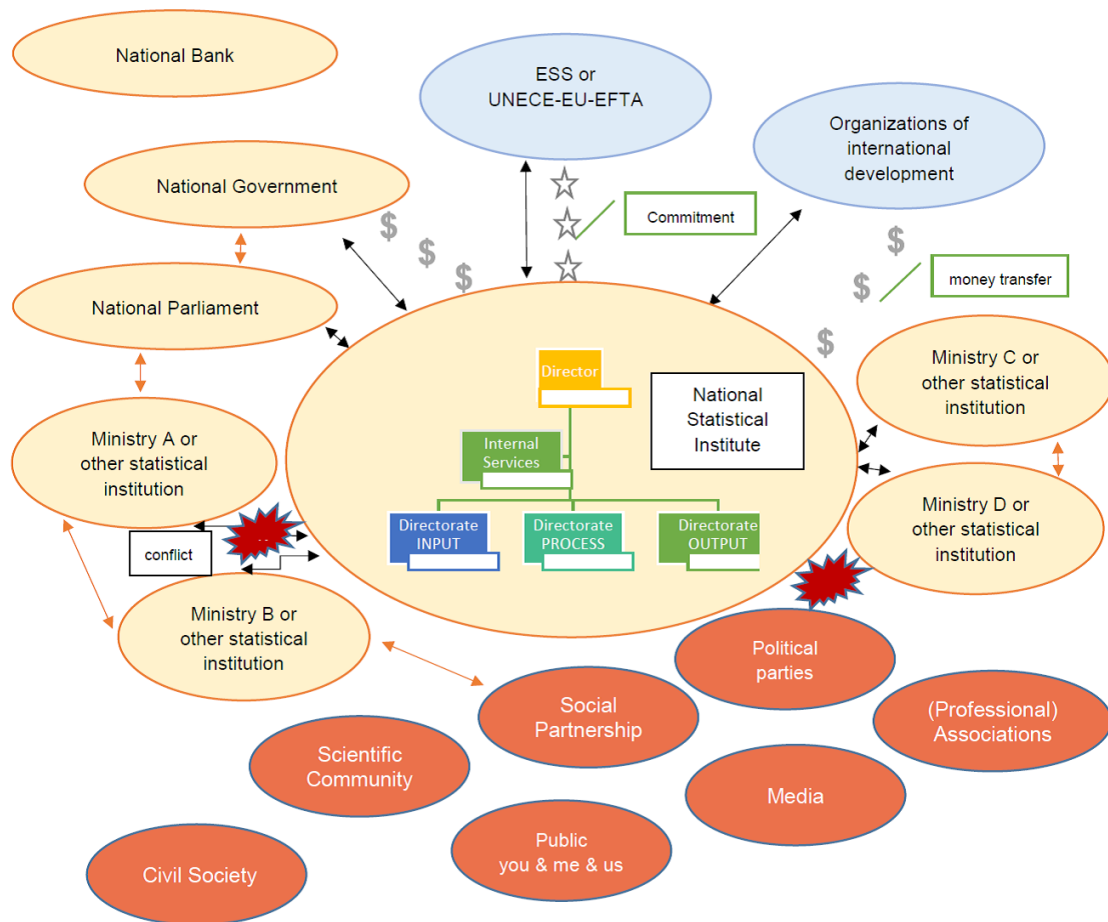 National Bank
ESS or
UNECE-EU-EFTA
Organizations of
international
development
National Government
$
$
$
Commitment
$
$
$
money transfer
National Parliament
Ministry C or
other statistical
institution
Director
National
Statistical
Institute
Ministry A or
other statistical
institution
Internal
Services
Ministry D or
other statistical
institution
Directorate
INPUT
Directorate
PROCESS
Directorate
OUTPUT
conflict
Ministry B or
other statistical
institution
Political
parties
Social
Partnership
(Professional)
Associations
Scientific
Community
Media
Public
you & me & us
Civil Society